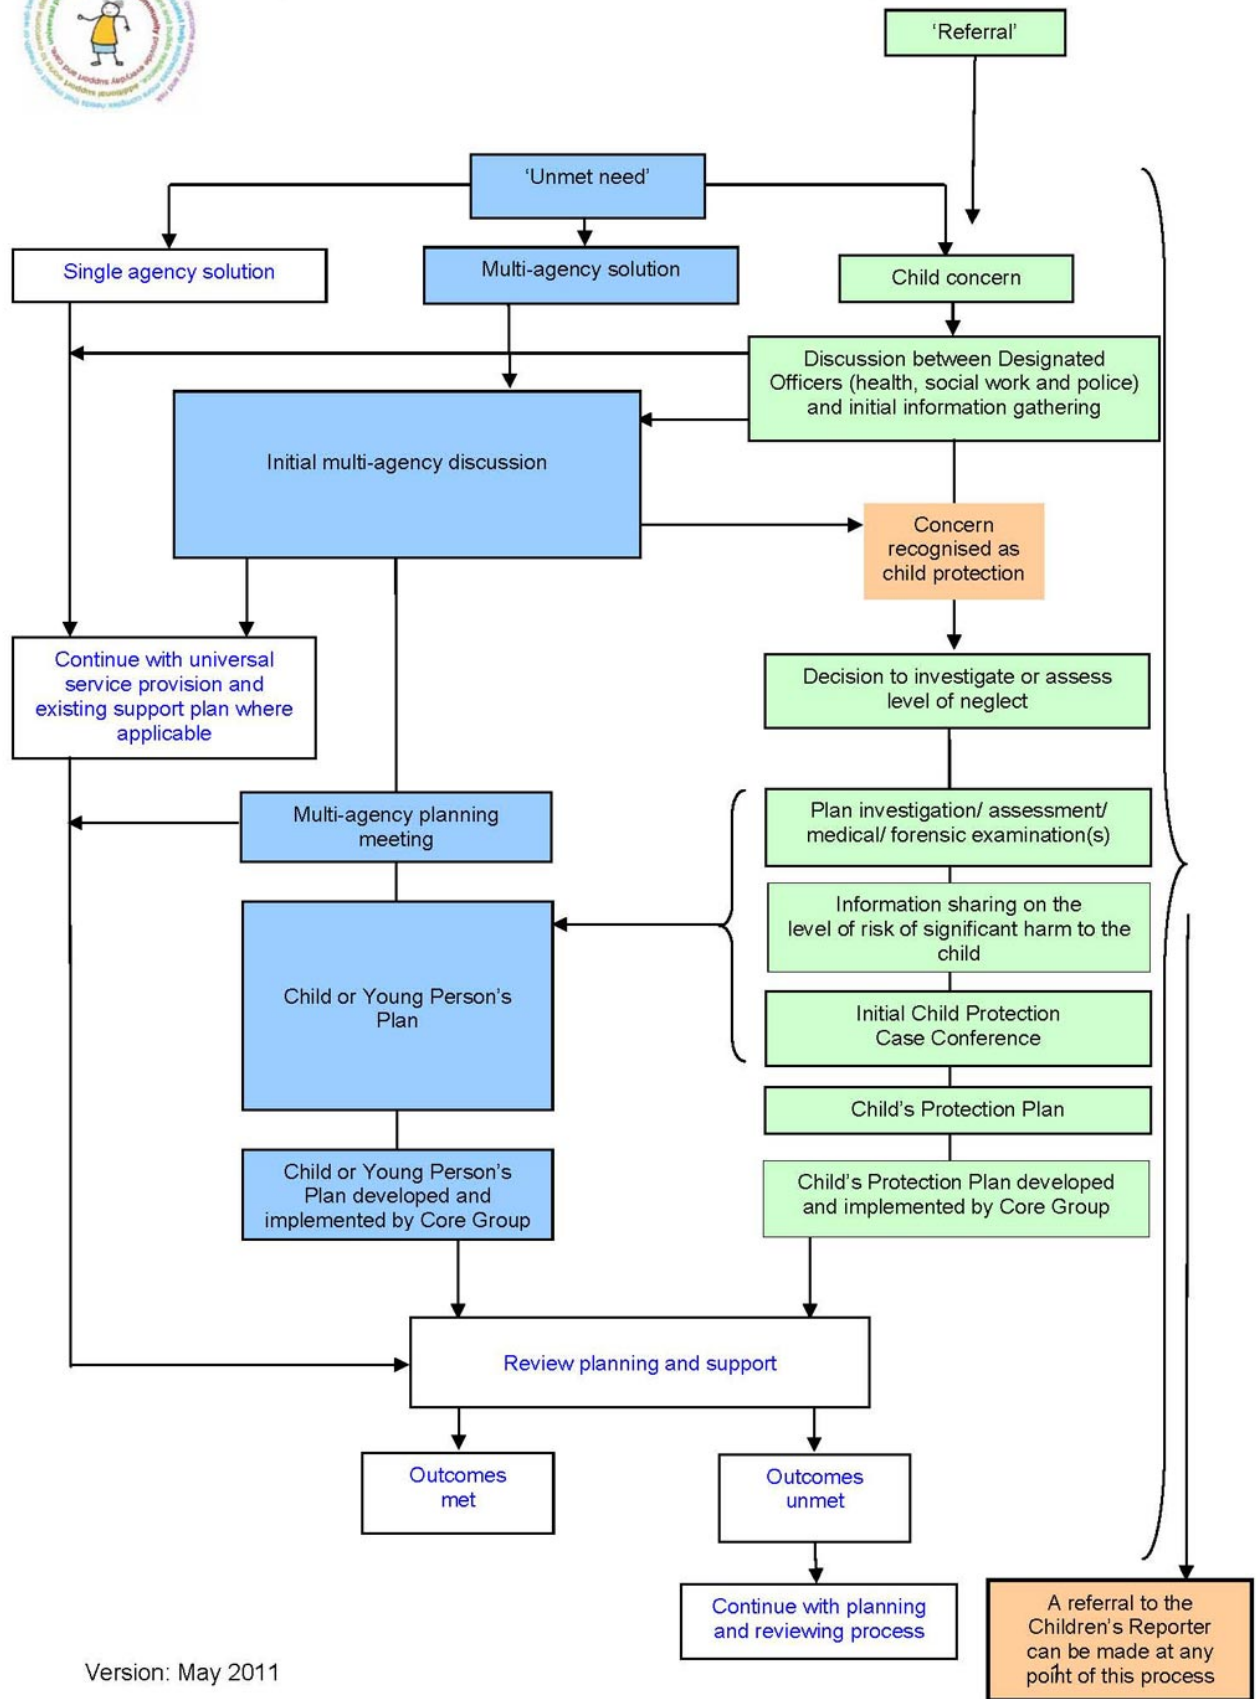 ‘Referral’
‘Unmet need’
Single agency solution
Multi-agency solution
Child concern
Discussion between Designated
Officers (health, social work and police)
and initial information gathering
Initial multi-agency discussion
Concern
recognised as
child protection
Continue with universal
service provision and
existing support plan where
applicable
Decision to investigate or assess
level of neglect
Multi-agency planning
meeting
Plan investigation/ assessment/
medical/ forensic examination(s)
Information sharing on the
level of risk of significant harm to the
child
Child or Young Person’s
Plan
Initial Child Protection
Case Conference
Child’s Protection Plan
Child or Young Person’s
Plan developed and
implemented by Core Group
Child’s Protection Plan developed
and implemented by Core Group
Review planning and support
Outcomes
met
Outcomes
unmet
Continue with planning
and reviewing process
A referral to the
Children’s Reporter
can be made at any
point of this process
1
Version: May 2011